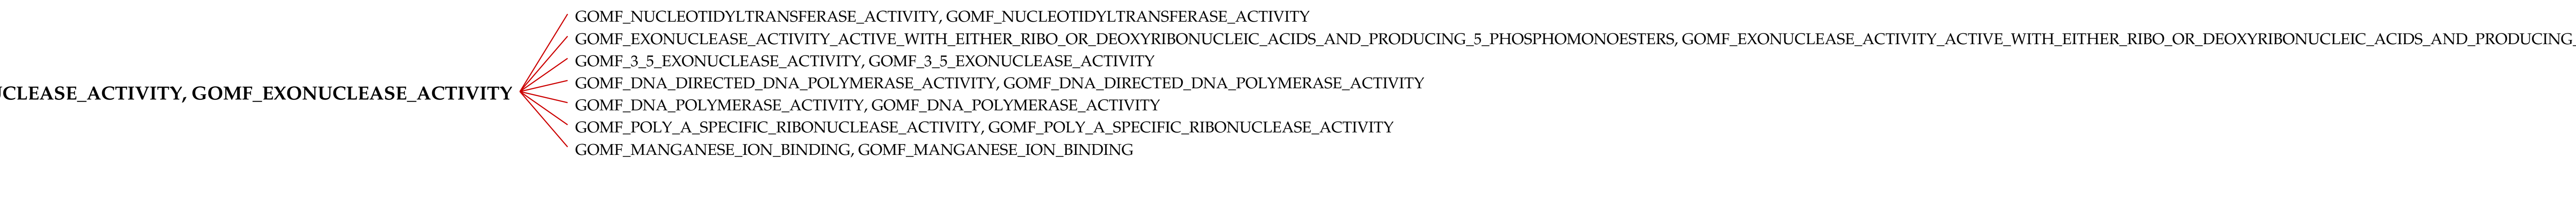 GOMF_NUCLEOTIDYLTRANSFERASE_ACTIVITY, GOMF_NUCLEOTIDYLTRANSFERASE_ACTIVITY
GOMF_EXONUCLEASE_ACTIVITY_ACTIVE_WITH_EITHER_RIBO_OR_DEOXYRIBONUCLEIC_ACIDS_AND_PRODUCING_5_PHOSPHOMONOESTERS, GOMF_EXONUCLEASE_ACTIVITY_ACTIVE_WITH_EITHER_RIBO_OR_DEOXYRIBONUCLEIC_ACIDS_AND_PRODUCING_
GOMF_3_5_EXONUCLEASE_ACTIVITY, GOMF_3_5_EXONUCLEASE_ACTIVITY
GOMF_DNA_DIRECTED_DNA_POLYMERASE_ACTIVITY, GOMF_DNA_DIRECTED_DNA_POLYMERASE_ACTIVITY
CLEASE_ACTIVITY, GOMF_EXONUCLEASE_ACTIVITY
GOMF_DNA_POLYMERASE_ACTIVITY, GOMF_DNA_POLYMERASE_ACTIVITY
GOMF_POLY_A_SPECIFIC_RIBONUCLEASE_ACTIVITY, GOMF_POLY_A_SPECIFIC_RIBONUCLEASE_ACTIVITY
GOMF_MANGANESE_ION_BINDING, GOMF_MANGANESE_ION_BINDING